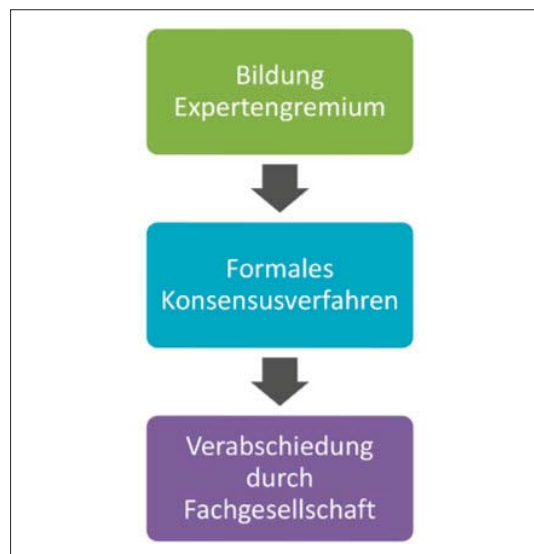 Bildung
Expertengremium
Formales
Konsensusverfahren
Verabschiedung
durch
Fachgesellschaft